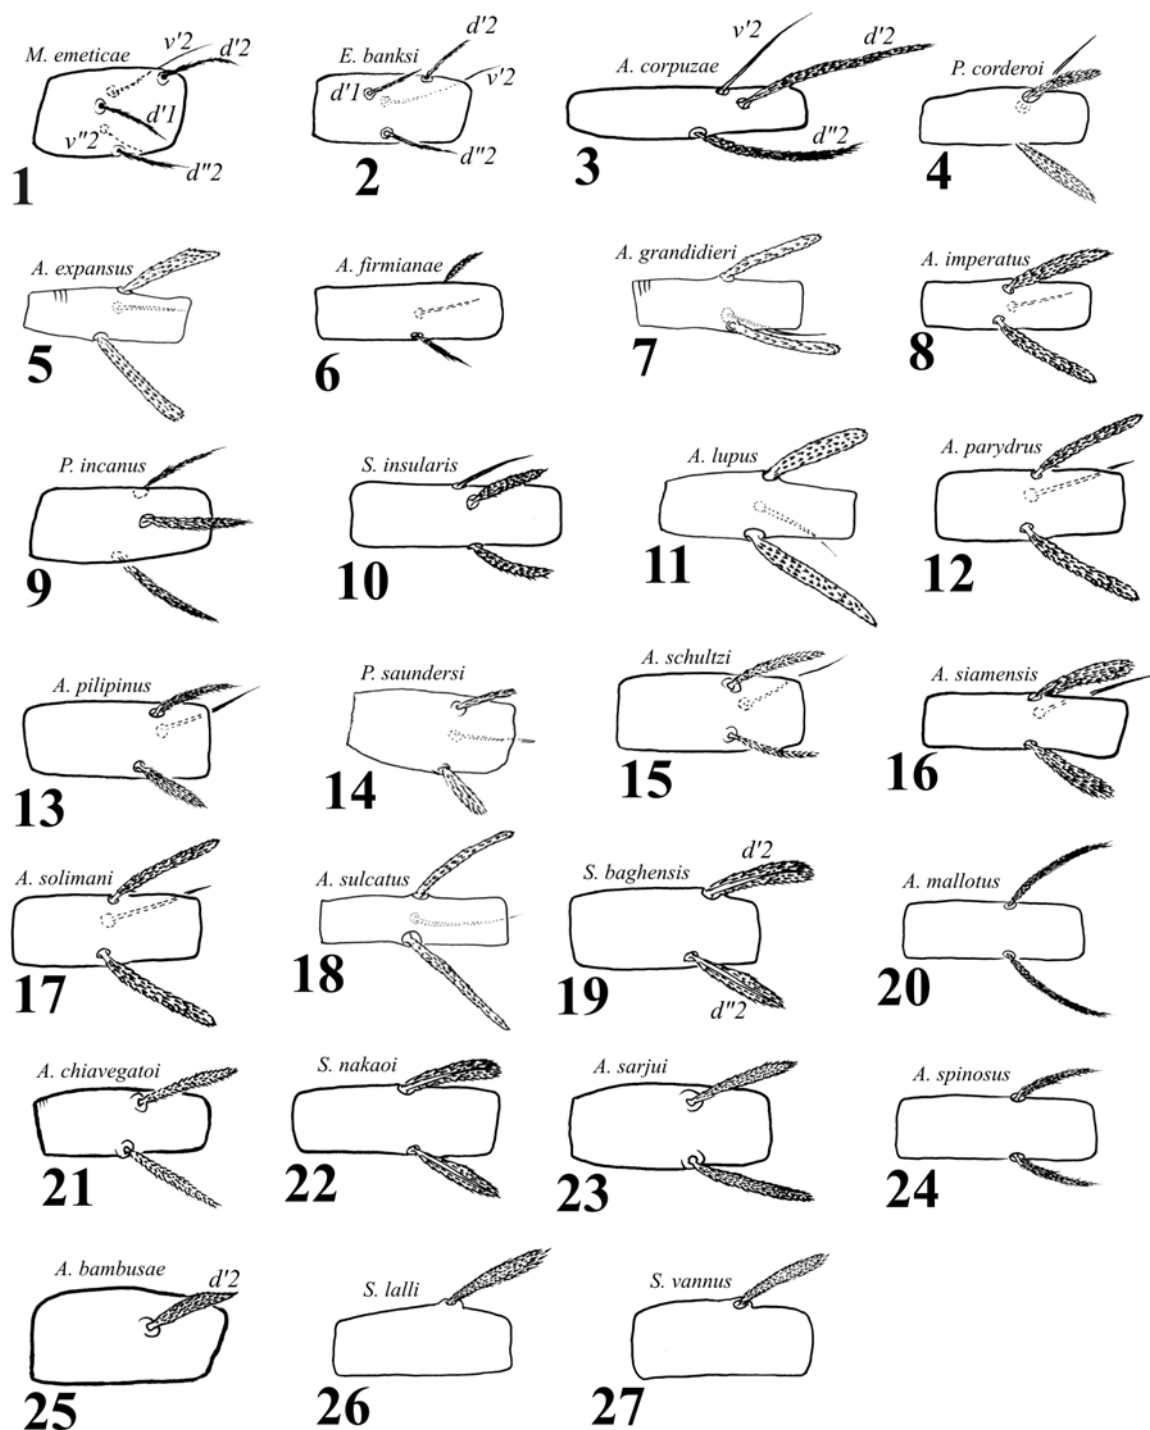 M. emeticae
v'2
d'2
d'1
v"2
d"2
1
E. banksi
d'2
v'2
d'1
d"2
2
A. corpuzae
v'2
d'2
d"2
3
P. corderoi
4
A. expansus
5
A. firmianae
6
A. grandidieri
7
A. imperatus
8
P. incanus
9
S. insularis
10
A. lupus
11
A. parydrus
12
A. pilipinus
13
P. saundersi
14
A. schultzi
15
A. siamensis
16
A. solimani
17
A. sulcatus
18
S. baghensis
d'2
d"2
19
A. mallotus
20
A. chiavegatoi
21
S. nakaoi
22
A. sarjui
23
A. spinosus
24
A. bambusae
d'2
25
S. lalli
26
S. vannus
27